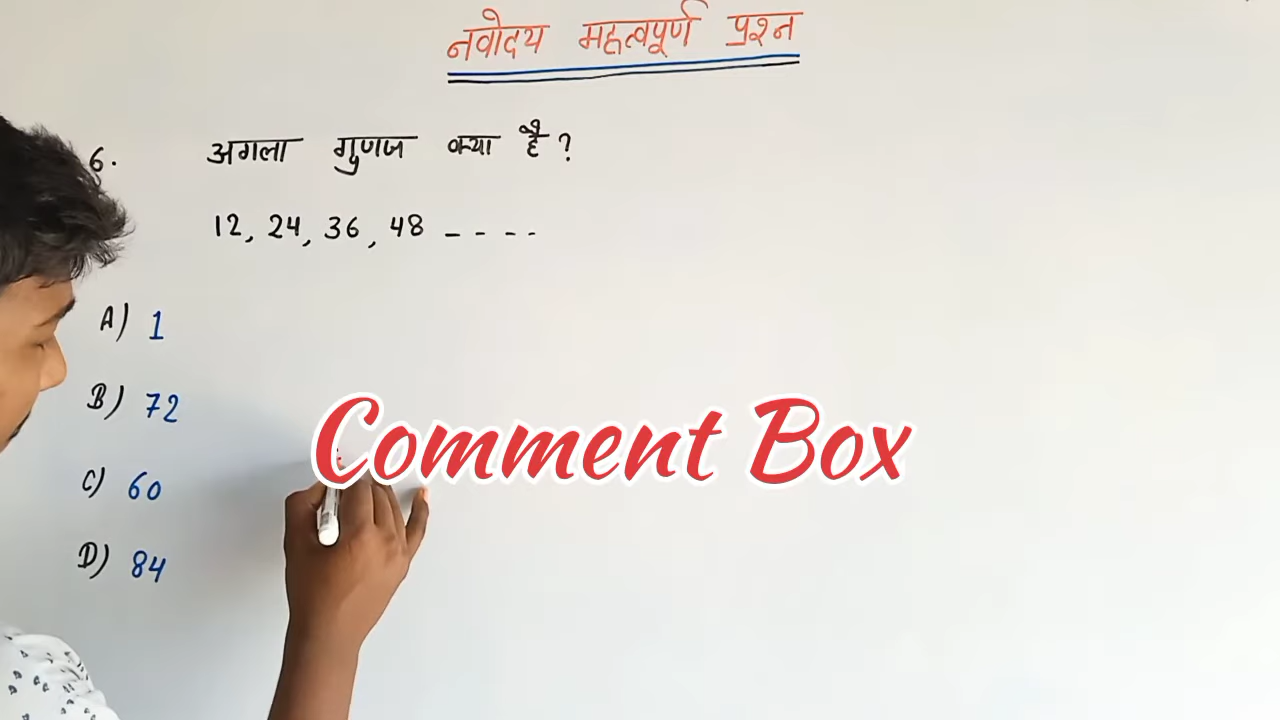 नवोदय महत्वपूर्ण प्रश्न
6. अगला गुणज क्या है ?
12, 24, 36, 48 - - - -
A) 1
B) 72
C) 60
D) 84
Comment Box